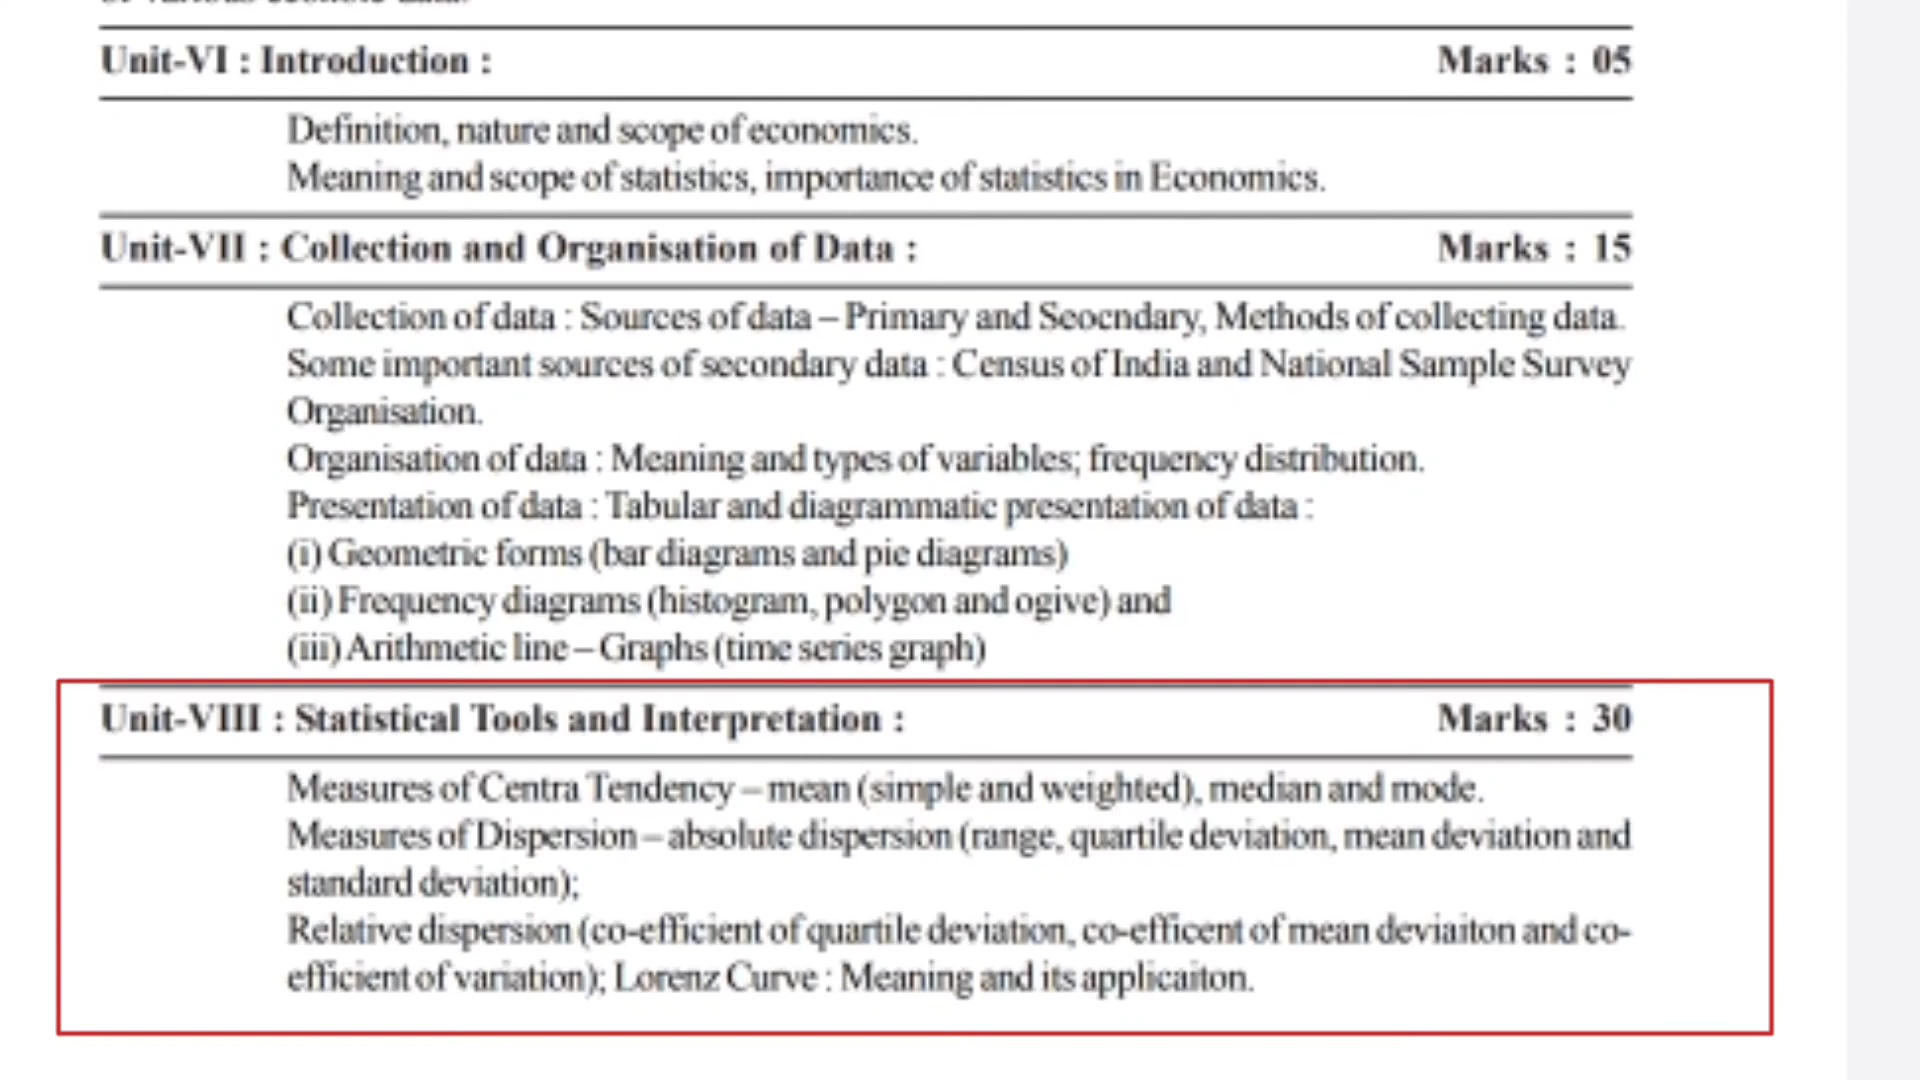 Unit-VI : Introduction : Marks : 05
Definition, nature and scope of economics.
Meaning and scope of statistics, importance of statistics in Economics.
Unit-VII : Collection and Organisation of Data : Marks : 15
Collection of data : Sources of data – Primary and Seocndary, Methods of collecting data.
Some important sources of secondary data : Census of India and National Sample Survey
Organisation.
Organisation of data : Meaning and types of variables; frequency distribution.
Presentation of data : Tabular and diagrammatic presentation of data :
(i) Geometric forms (bar diagrams and pie diagrams)
(ii) Frequency diagrams (histogram, polygon and ogive) and
(iii) Arithmetic line – Graphs (time series graph)
Unit-VIII : Statistical Tools and Interpretation : Marks : 30
Measures of Centra Tendency – mean (simple and weighted), median and mode.
Measures of Dispersion – absolute dispersion (range, quartile deviation, mean deviation and
standard deviation);
Relative dispersion (co-efficient of quartile deviation, co-efficent of mean deviaiton and co-
efficient of variation); Lorenz Curve : Meaning and its applicaiton.